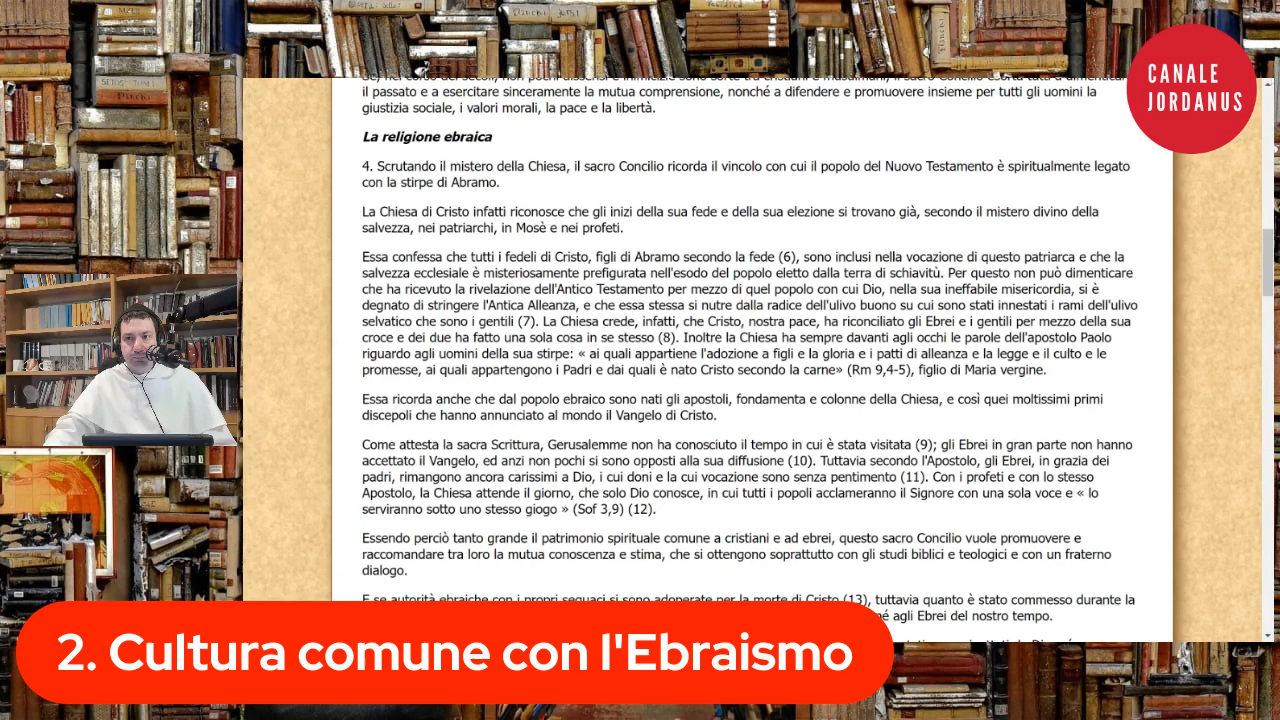 CANALE
JORDANUS
il passato e a esercitare sinceramente la mutua comprensione, nonché a difendere e promuovere insieme per tutti gli uomini la
giustizia sociale, i valori morali, la pace e la libertà.
La religione ebraica
4. Scrutando il mistero della Chiesa, il sacro Concilio ricorda il vincolo con cui il popolo del Nuovo Testamento è spiritualmente legato
con la stirpe di Abramo.
La Chiesa di Cristo infatti riconosce che gli inizi della sua fede e della sua elezione si trovano già, secondo il mistero divino della
salvezza, nei patriarchi, in Mosè e nei profeti.
Essa confessa che tutti i fedeli di Cristo, figli di Abramo secondo la fede (6), sono inclusi nella vocazione di questo patriarca e che la
salvezza ecclesiale è misteriosamente prefigurata nell'esodo del popolo eletto dalla terra di schiavitù. Per questo non può dimenticare
che ha ricevuto la rivelazione dell'Antico Testamento per mezzo di quel popolo con cui Dio, nella sua ineffabile misericordia, si è
degnato di stringere l'Antica Alleanza, e che essa stessa si nutre dalla radice dell'ulivo buono su cui sono stati innestati i rami dell'ulivo
selvatico che sono i gentili (7). La Chiesa crede, infatti, che Cristo, nostra pace, ha riconciliato gli Ebrei e i gentili per mezzo della sua
croce e dei due ha fatto una sola cosa in se stesso (8). Inoltre la Chiesa ha sempre davanti agli occhi le parole dell'apostolo Paolo
riguardo agli uomini della sua stirpe: « ai quali appartiene l'adozione a figli e la gloria e i patti di alleanza e la legge e il culto e le
promesse, ai quali appartengono i Padri e dai quali è nato Cristo secondo la carne» (Rm 9,4-5), figlio di Maria vergine.
Essa ricorda anche che dal popolo ebraico sono nati gli apostoli, fondamenta e colonne della Chiesa, e così quei moltissimi primi
discepoli che hanno annunciato al mondo il Vangelo di Cristo.
Come attesta la sacra Scrittura, Gerusalemme non ha conosciuto il tempo in cui è stata visitata (9); gli Ebrei in gran parte non hanno
accettato il Vangelo, ed anzi non pochi si sono opposti alla sua diffusione (10). Tuttavia secondo l'Apostolo, gli Ebrei, in grazia dei
padri, rimangono ancora carissimi a Dio, i cui doni e la cui vocazione sono senza pentimento (11). Con i profeti e con lo stesso
Apostolo, la Chiesa attende il giorno, che solo Dio conosce, in cui tutti i popoli acclameranno il Signore con una sola voce e « lo
serviranno sotto uno stesso giogo » (Sof 3,9) (12).
Essendo perciò tanto grande il patrimonio spirituale comune a cristiani e ad ebrei, questo sacro Concilio vuole promuovere e
raccomandare tra loro la mutua conoscenza e stima, che si ottengono soprattutto con gli studi biblici e teologici e con un fraterno
dialogo.
E se autorità ebraiche con i propri seguaci si sono adoperate per la morte di Cristo (13), tuttavia quanto è stato commesso durante la
agli Ebrei del nostro tempo.
2. Cultura comune con l'Ebraismo